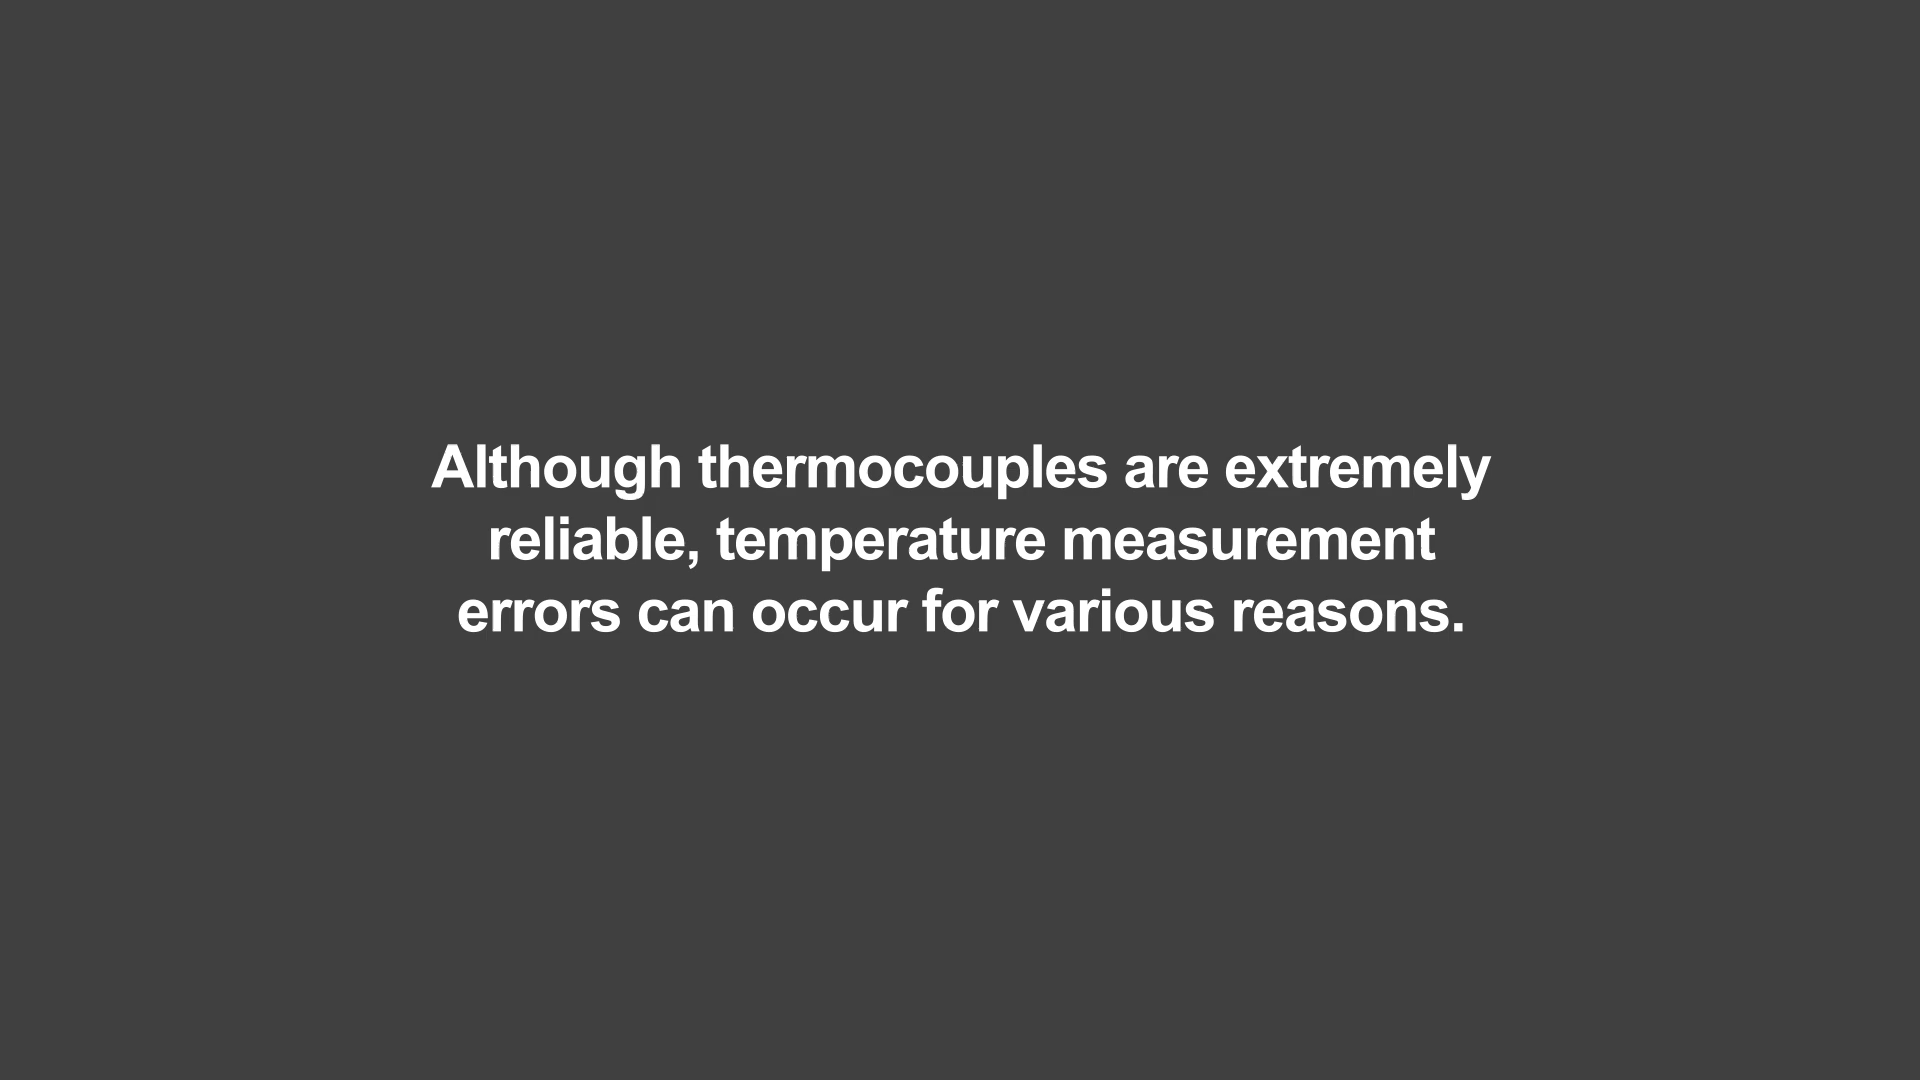 Although thermocouples are extremely
reliable, temperature measurement
errors can occur for various reasons.